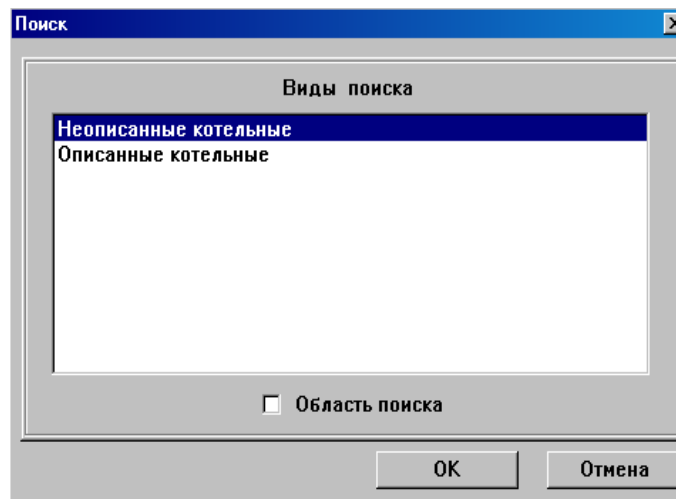 Поиск
Виды поиска
Неописанные котельные
Описанные котельные
Область поиска
OK
Отмена